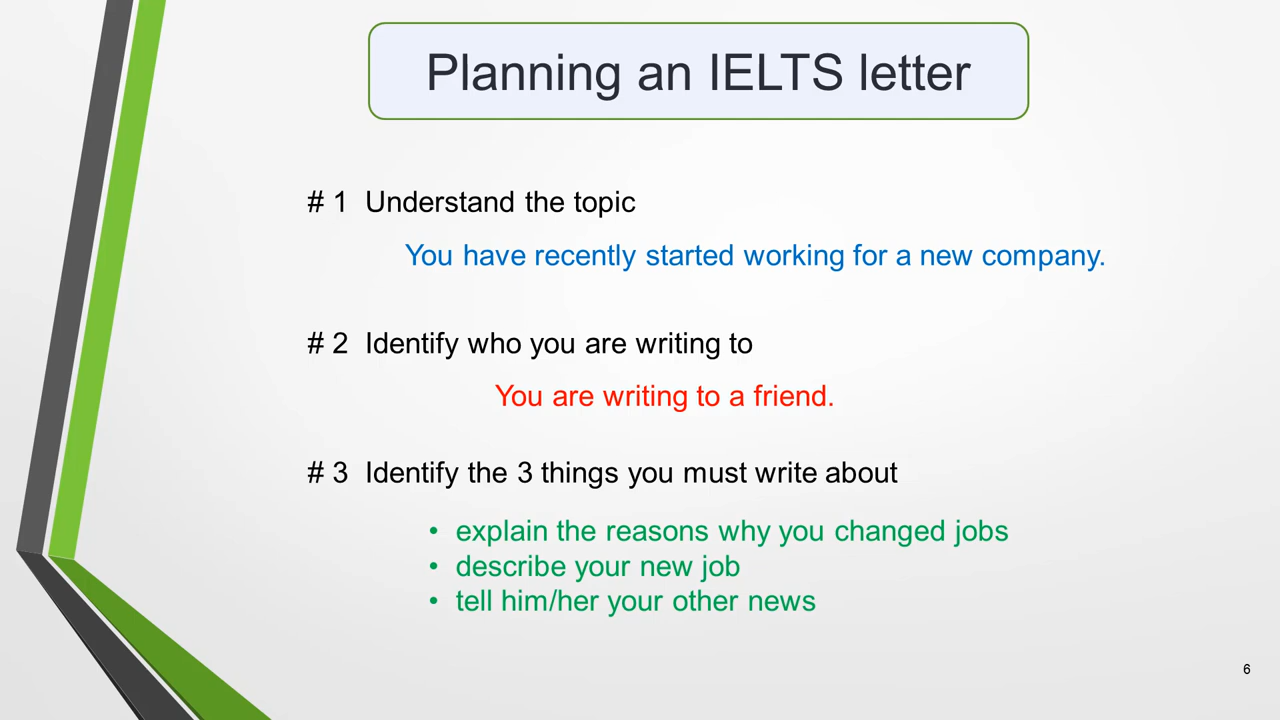 Planning an IELTS letter
# 1 Understand the topic
You have recently started working for a new company.
# 2 Identify who you are writing to
You are writing to a friend.
# 3 Identify the 3 things you must write about
• explain the reasons why you changed jobs
• describe your new job
• tell him/her your other news
6